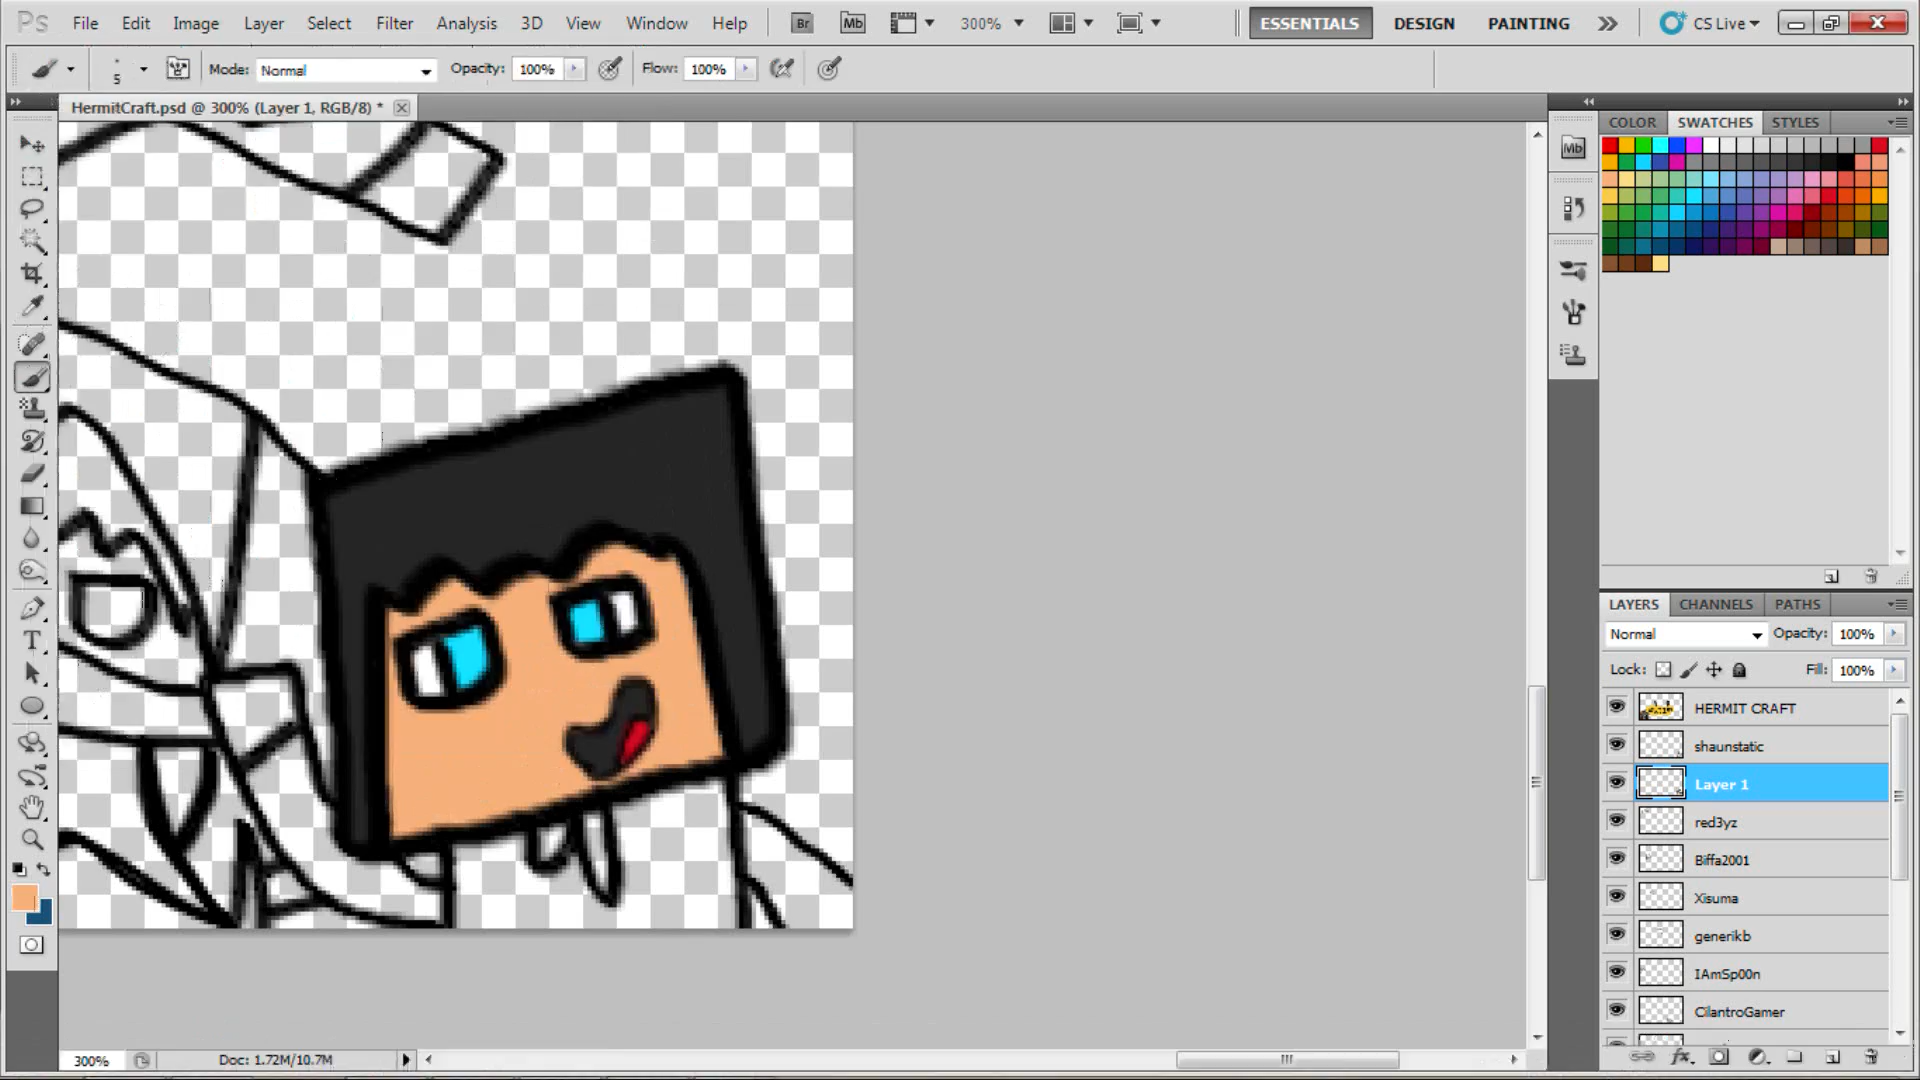 Ps File Edit Image Layer Select Filter Analysis 3D View Window Help Br Mb 300% ESSENTIALS DESIGN PAINTING CS Live
5 Mode: Normal Opacity: 100% Flow: 100%
HermitCraft.psd @ 300% (Layer 1, RGB/8) *
COLOR SWATCHES STYLES
Mb
LAYERS CHANNELS PATHS
Normal Opacity: 100%
Lock: Fill: 100%
HERMIT CRAFT
shaunstatic
Layer 1
red3yz
Biffa2001
Xisuma
generikb
IAmSp00n
CilantroGamer
300% Doc: 1.72M/10.7M